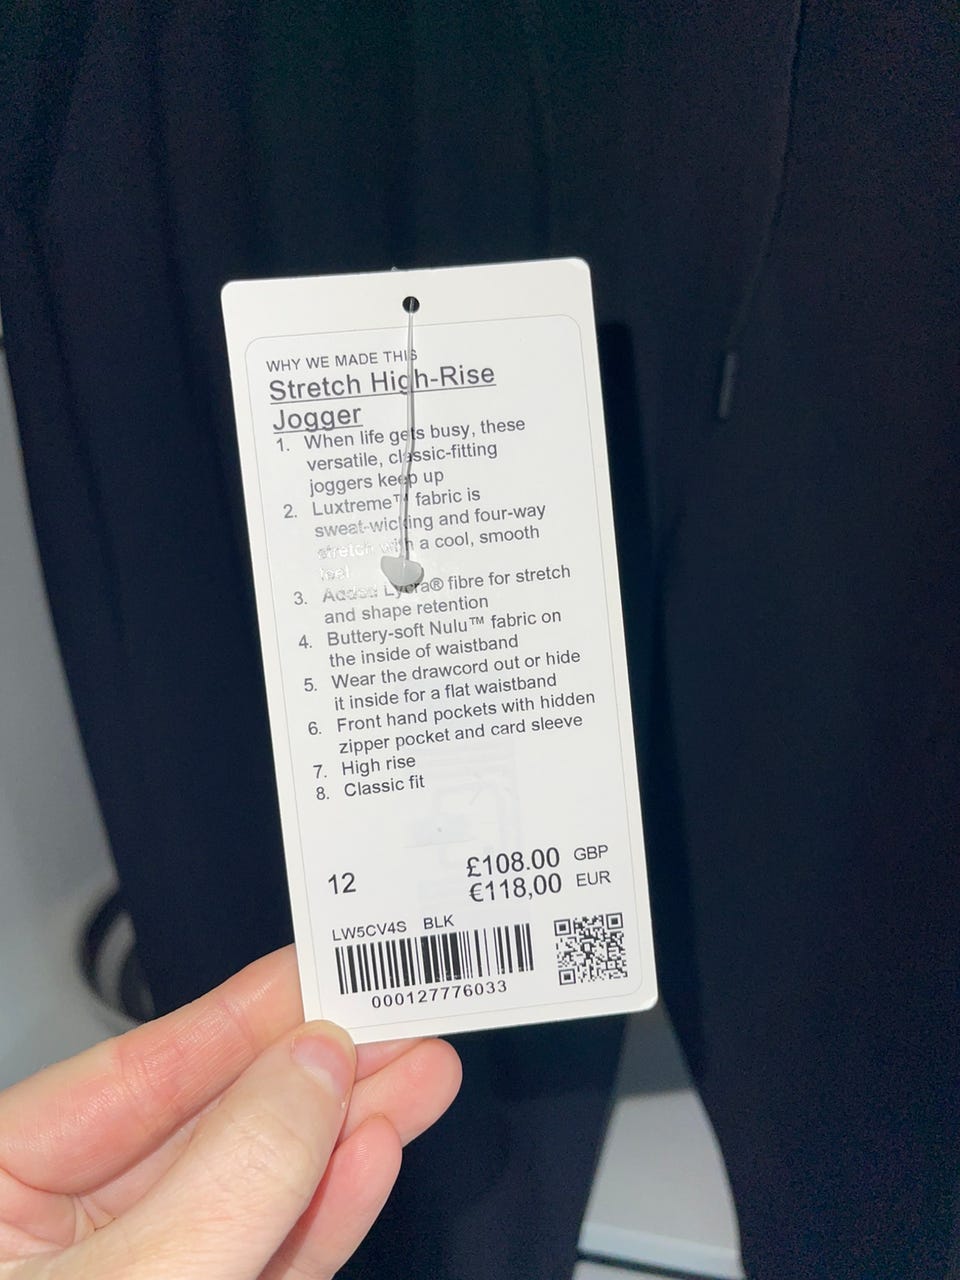 WHY WE MADE THIS
Stretch High-Rise
Jogger
1. When life gets busy, these
versatile, classic-fitting
joggers keep up
2. Luxtreme™ fabric is
sweat-wicking and four-way
stretch with a cool, smooth
feel
3. Added Lycra® fibre for stretch
and shape retention
4. Buttery-soft Nulu™ fabric on
the inside of waistband
5. Wear the drawcord out or hide
it inside for a flat waistband
6. Front hand pockets with hidden
zipper pocket and card sleeve
7. High rise
8. Classic fit
12 £108.00 GBP
€118,00 EUR
LW5CV4S BLK
000127776033